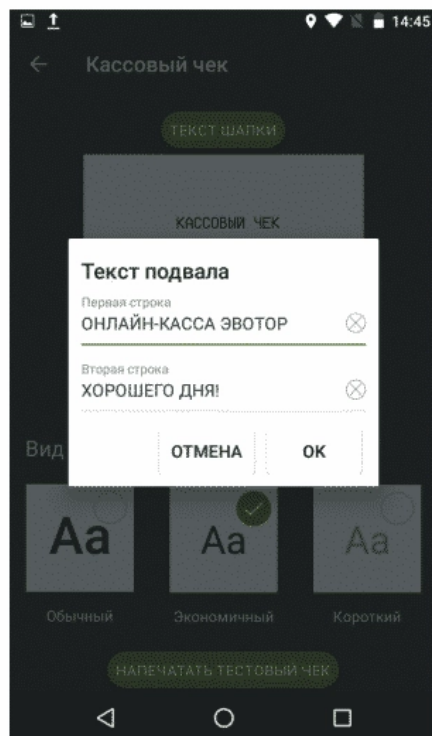 14:45
Кассовый чек
ТЕКСТ ШАПКИ
КАССОВЫЙ ЧЕК
Текст подвала
Первая строка
ОНЛАЙН-КАССА ЭВОТОР
Вторая строка
ХОРОШЕГО ДНЯ!
ОТМЕНА OK
Вид
Aa Aa Aa
Обычный Экономичный Короткий
НАПЕЧАТАТЬ ТЕСТОВЫЙ ЧЕК